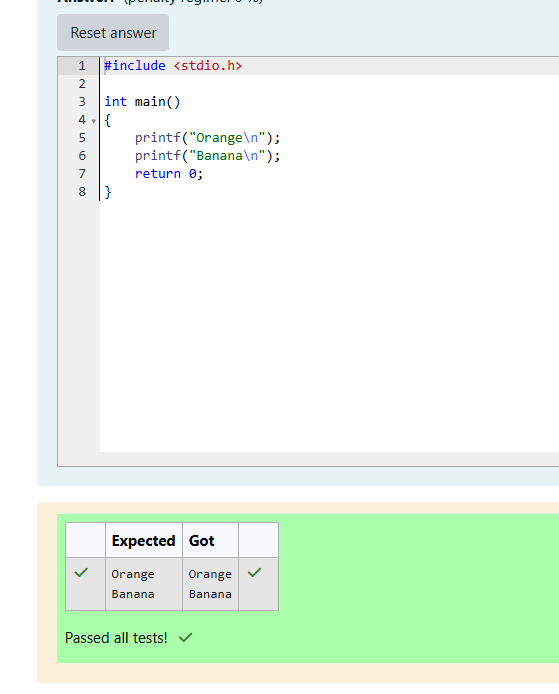 Answer: (penalty regime: 0 %)
Reset answer
1 #include <stdio.h>
2
3 int main()
4 {
5 printf("Orange\n");
6 printf("Banana\n");
7 return 0;
8 }
Expected Got
Orange Orange
Banana Banana
Passed all tests!